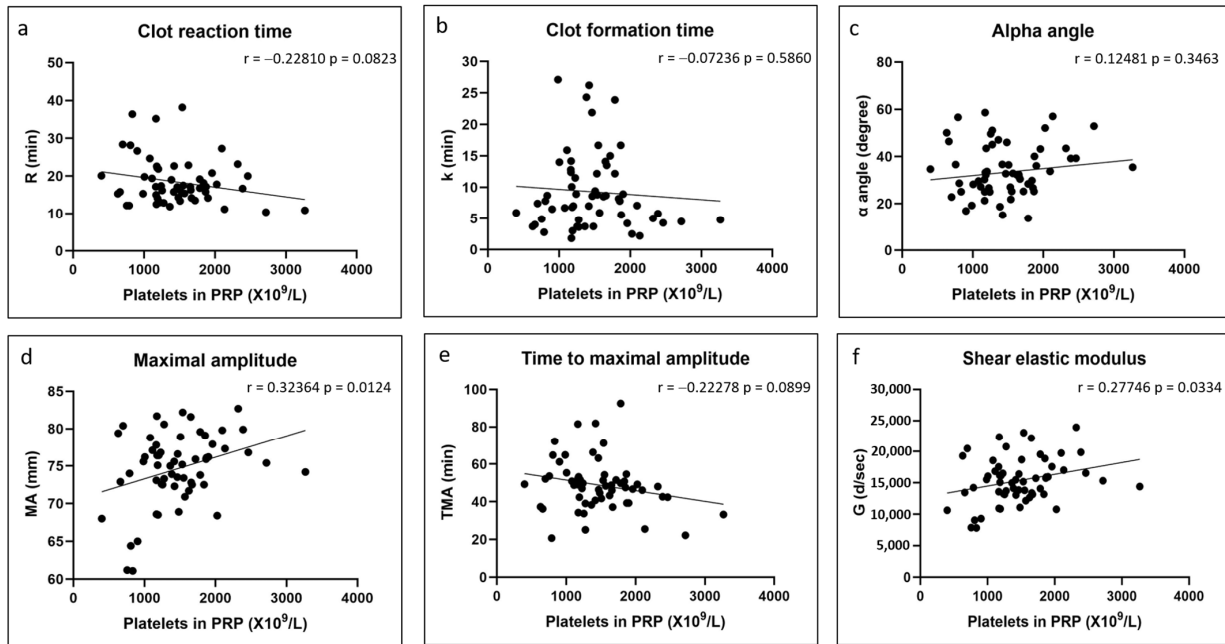 a
Clot reaction time
r = −0.22810 p = 0.0823
R (min)
50
40
30
20
10
0
0 1000 2000 3000 4000
Platelets in PRP (X10⁹/L)
b
Clot formation time
r = −0.07236 p = 0.5860
k (min)
30
25
20
15
10
5
0
0 1000 2000 3000 4000
Platelets in PRP (X10⁹/L)
c
Alpha angle
r = 0.12481 p = 0.3463
α angle (degree)
80
60
40
20
0
0 1000 2000 3000 4000
Platelets in PRP (X10⁹/L)
d
Maximal amplitude
r = 0.32364 p = 0.0124
MA (mm)
85
80
75
70
65
60
0 1000 2000 3000 4000
Platelets in PRP (X10⁹/L)
e
Time to maximal amplitude
r = −0.22278 p = 0.0899
TMA (min)
100
80
60
40
20
0
0 1000 2000 3000 4000
Platelets in PRP (X10⁹/L)
f
Shear elastic modulus
r = 0.27746 p = 0.0334
G (d/sec)
30,000
25,000
20,000
15,000
10,000
5,000
0
0 1000 2000 3000 4000
Platelets in PRP (X10⁹/L)